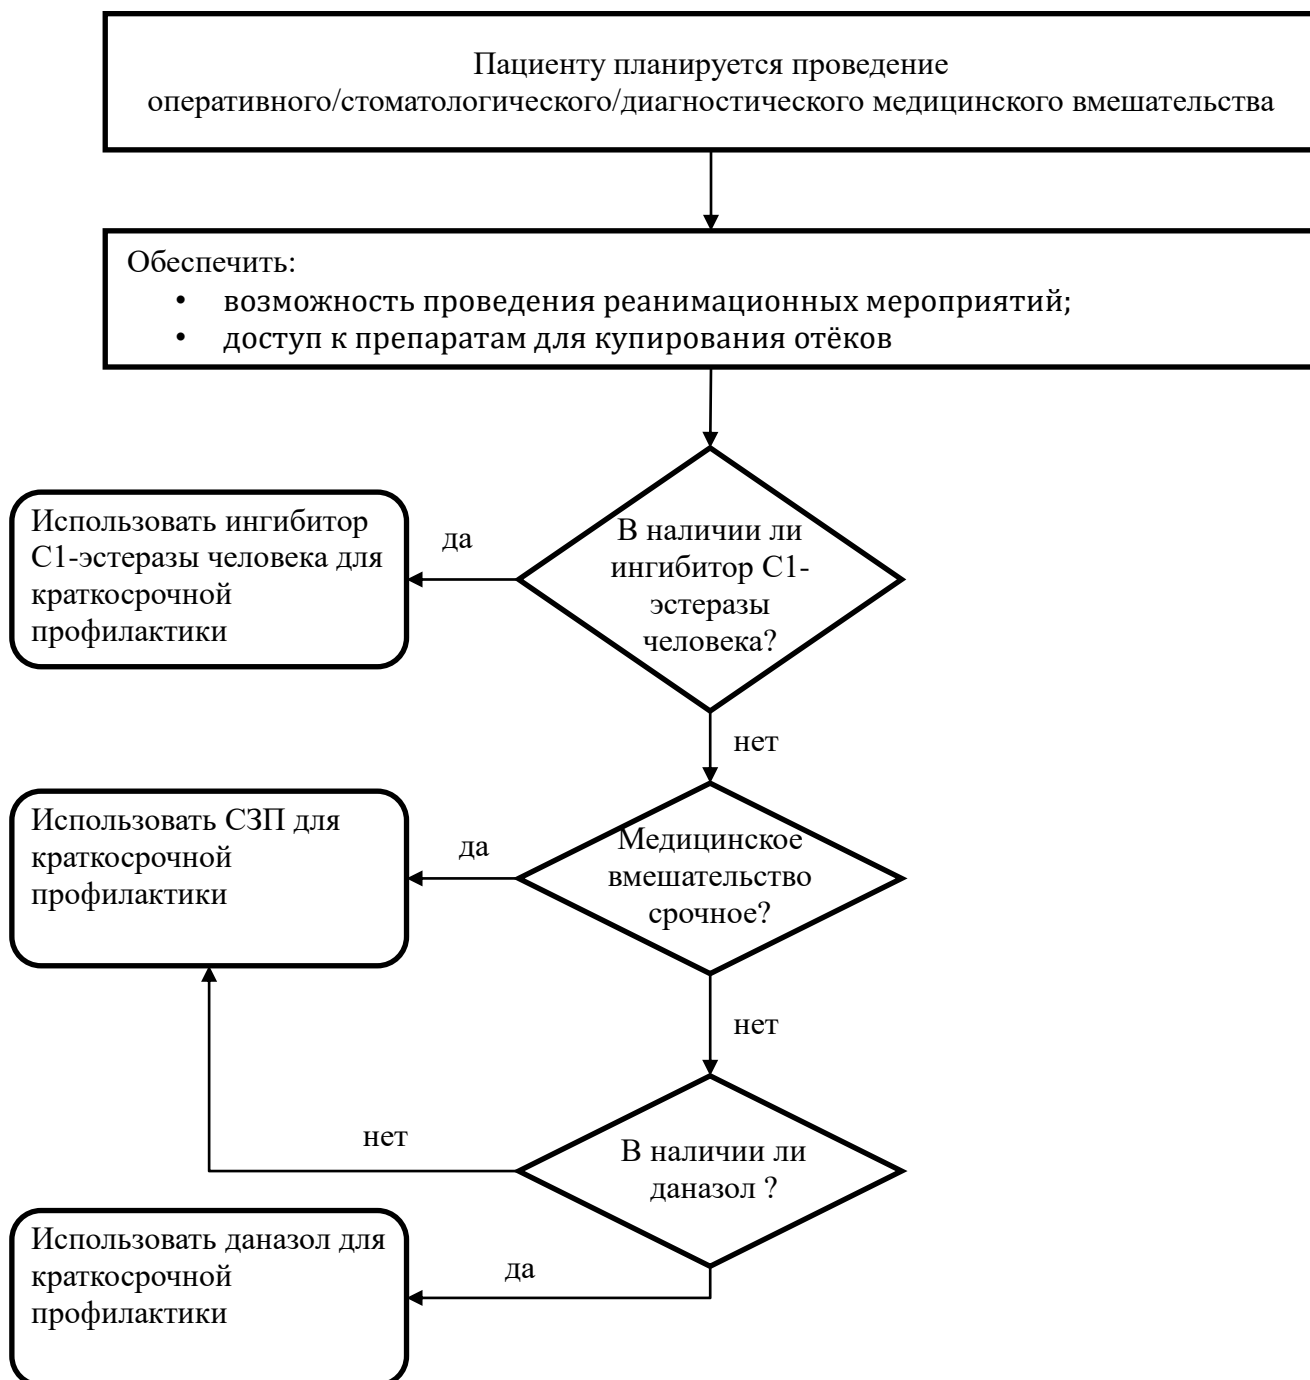 Пациенту планируется проведение
оперативного/стоматологического/диагностического медицинского вмешательства
Обеспечить:
• возможность проведения реанимационных мероприятий;
• доступ к препаратам для купирования отёков
В наличии ли
ингибитор С1-
эстеразы
человека?
да
Использовать ингибитор
С1-эстеразы человека для
краткосрочной
профилактики
нет
Медицинское
вмешательство
срочное?
да
Использовать СЗП для
краткосрочной
профилактики
нет
В наличии ли
даназол ?
нет
да
Использовать даназол для
краткосрочной
профилактики